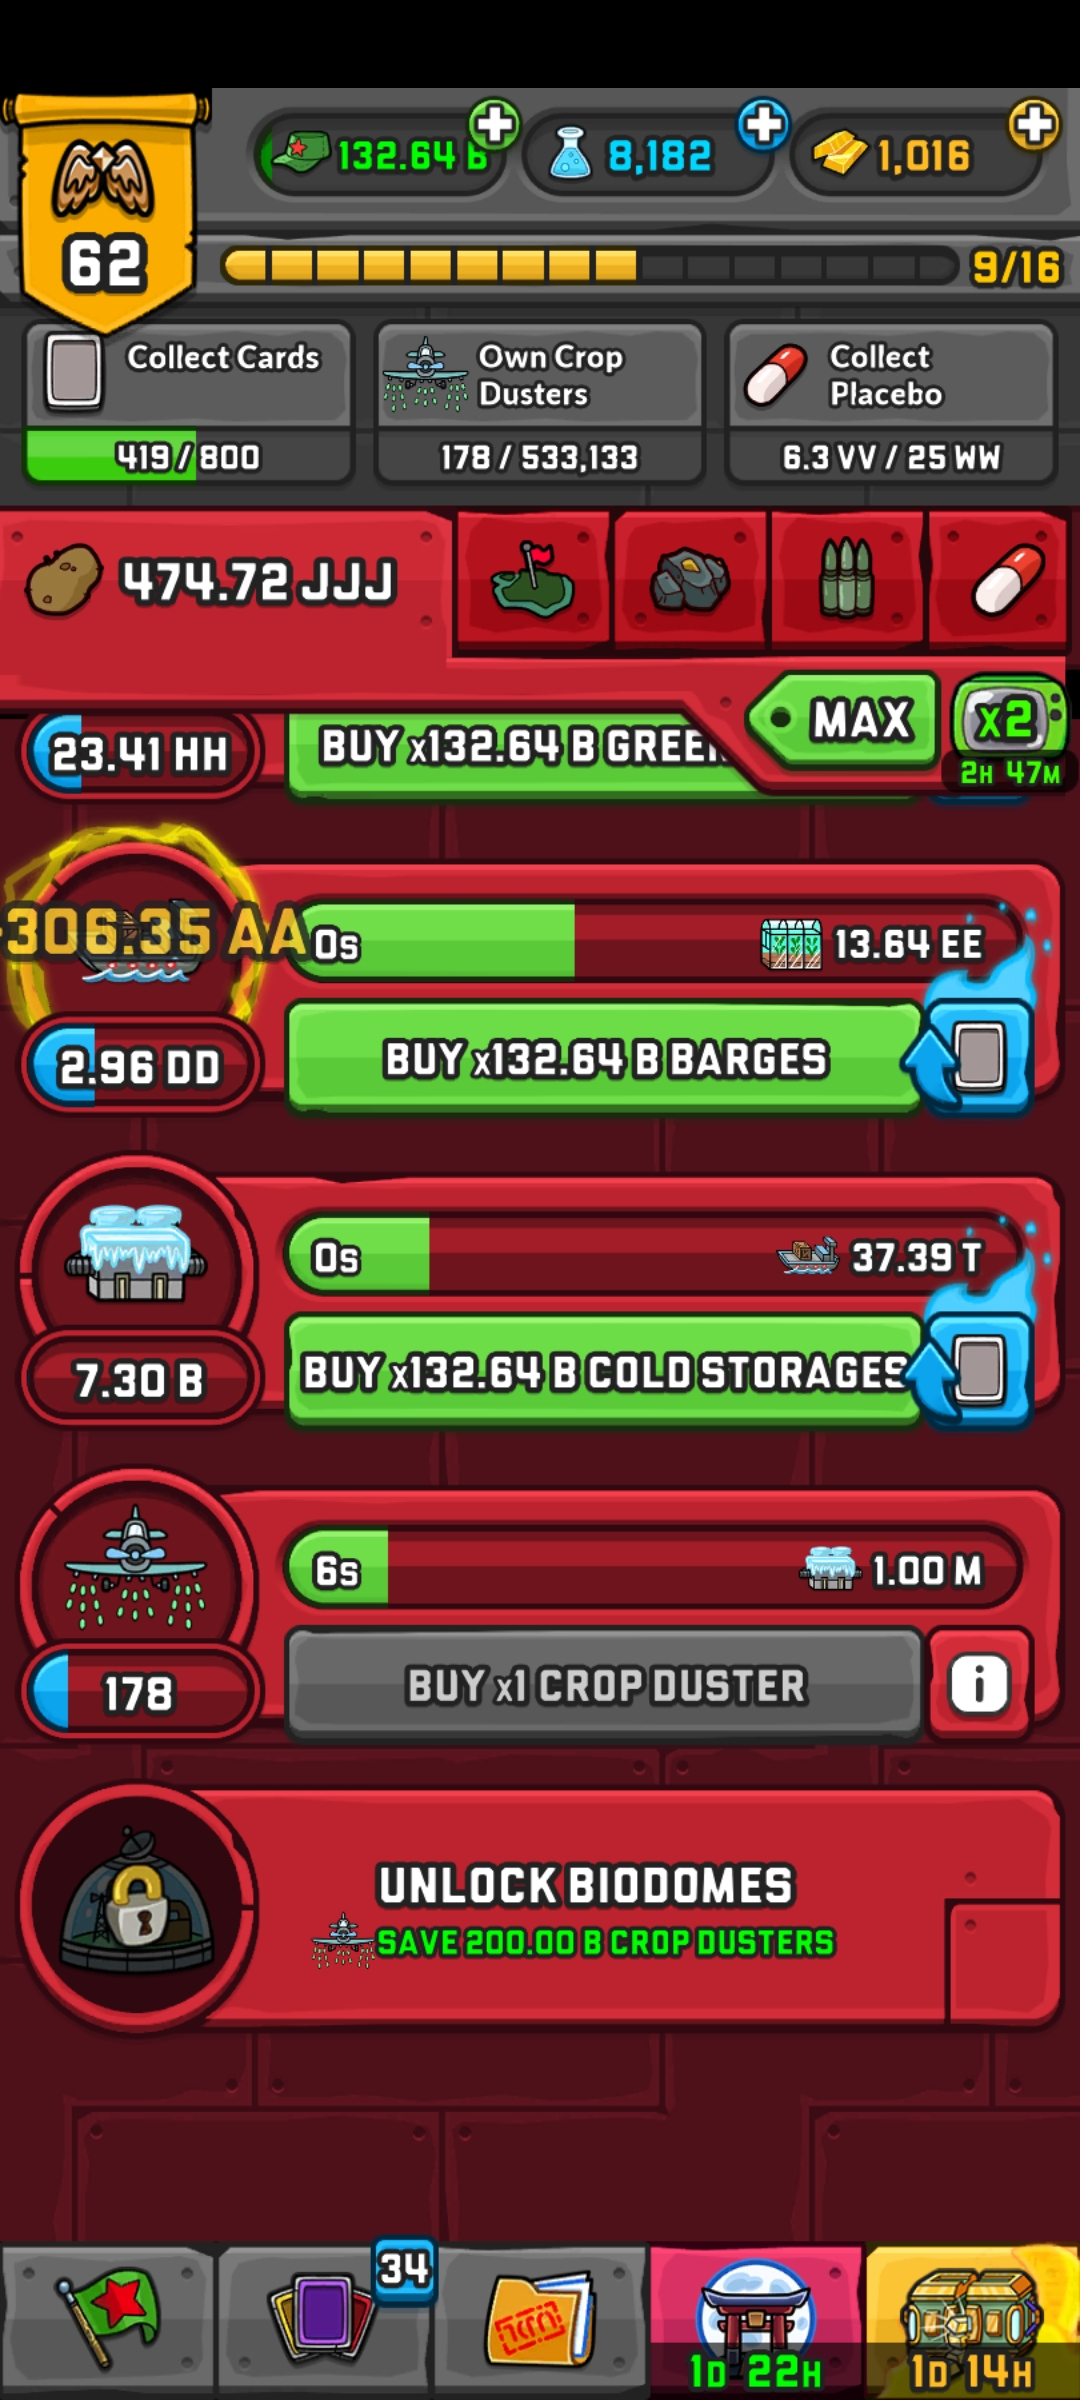 132.64 B
8,182
1,016
62
9/16
Collect Cards
419 / 800
Own Crop
Dusters
178 / 533,133
Collect
Placebo
6.3 VV / 25 WW
474.72 JJJ
MAX
x2
2H 47M
23.41 HH
BUY x132.64 B GREE
306.35 AA
0s
13.64 EE
2.96 DD
BUY x132.64 B BARGES
0s
37.39 T
7.30 B
BUY x132.64 B COLD STORAGES
6s
1.00 M
178
BUY x1 CROP DUSTER
i
UNLOCK BIODOMES
SAVE 200.00 B CROP DUSTERS
34
1D 22H
1D 14H